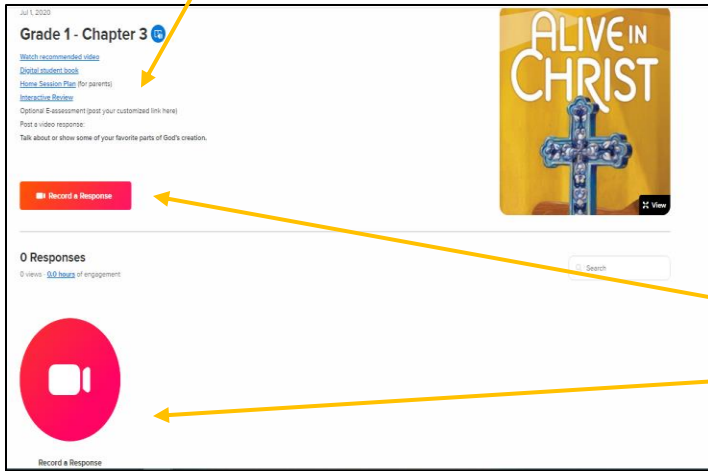 Jul 1, 2020
Grade 1 - Chapter 3
Watch recommended video
Digital student book
Home Session Plan (for parents)
Interactive Review
Optional E-assessment (post your customized link here)
Post a video response:
Talk about or show some of your favorite parts of God's creation.
Record a Response
ALIVE IN
CHRIST
View
0 Responses
0 views · 0.0 hours of engagement
Search
Record a Response